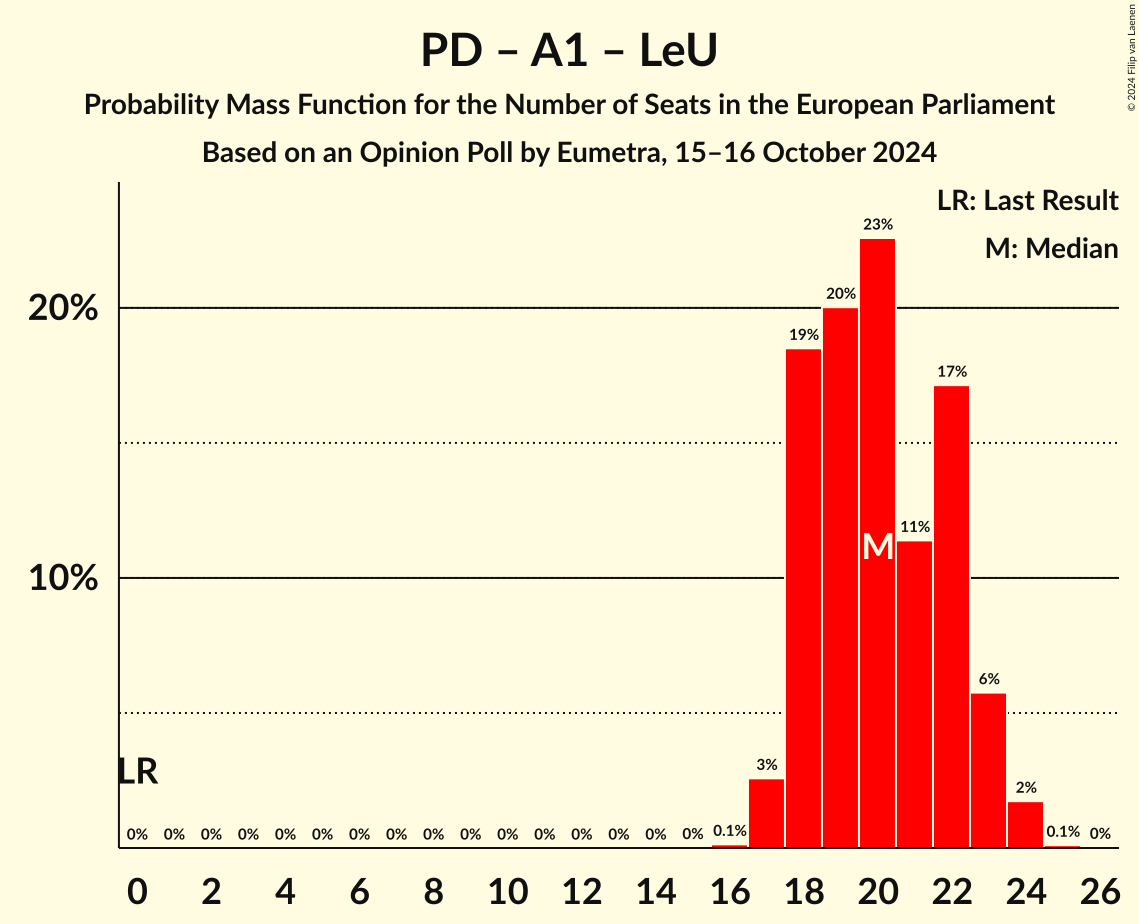 PD – A1 – LeU
Probability Mass Function for the Number of Seats in the European Parliament
Based on an Opinion Poll by Eumetra, 15–16 October 2024
© 2024 Filip van Laenen
LR: Last Result
M: Median
20%
10%
23%
20%
19%
17%
11%
M
6%
3%
2%
LR
0% 0% 0% 0% 0% 0% 0% 0% 0% 0% 0% 0% 0% 0% 0% 0% 0.1% 0.1% 0%
0 2 4 6 8 10 12 14 16 18 20 22 24 26